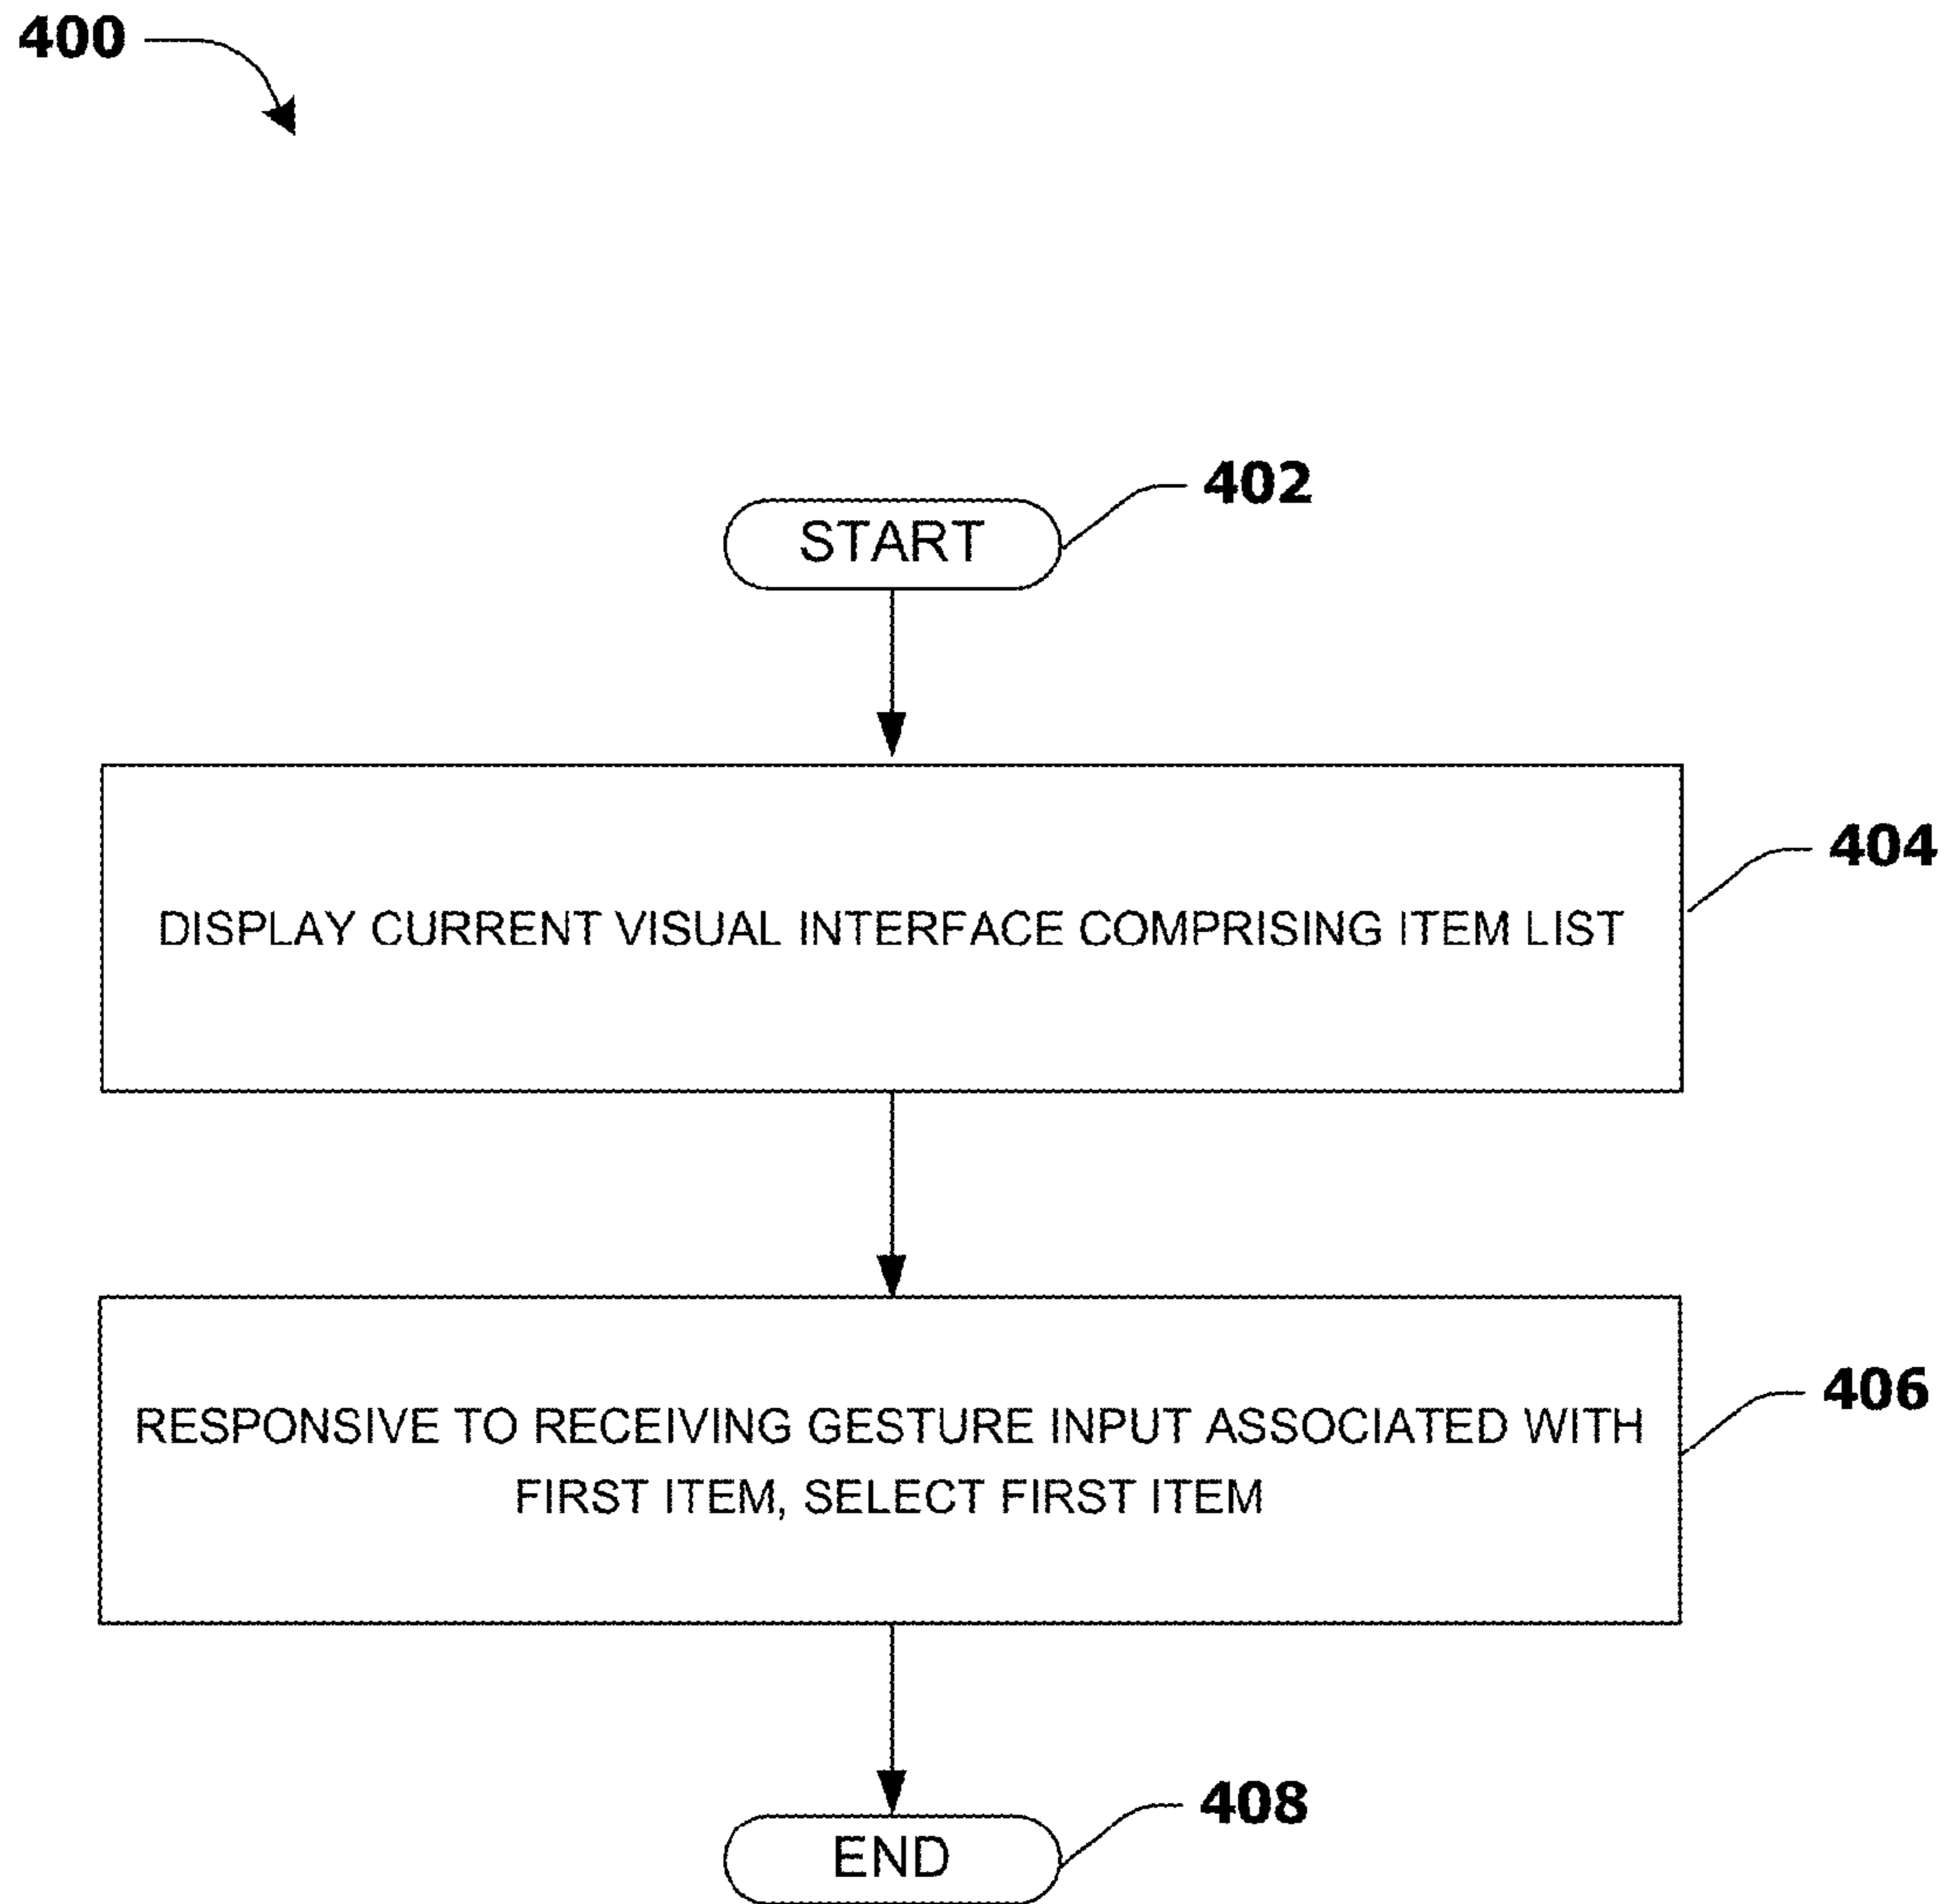 400
402
START
404
DISPLAY CURRENT VISUAL INTERFACE COMPRISING ITEM LIST
406
RESPONSIVE TO RECEIVING GESTURE INPUT ASSOCIATED WITH
FIRST ITEM, SELECT FIRST ITEM
408
END